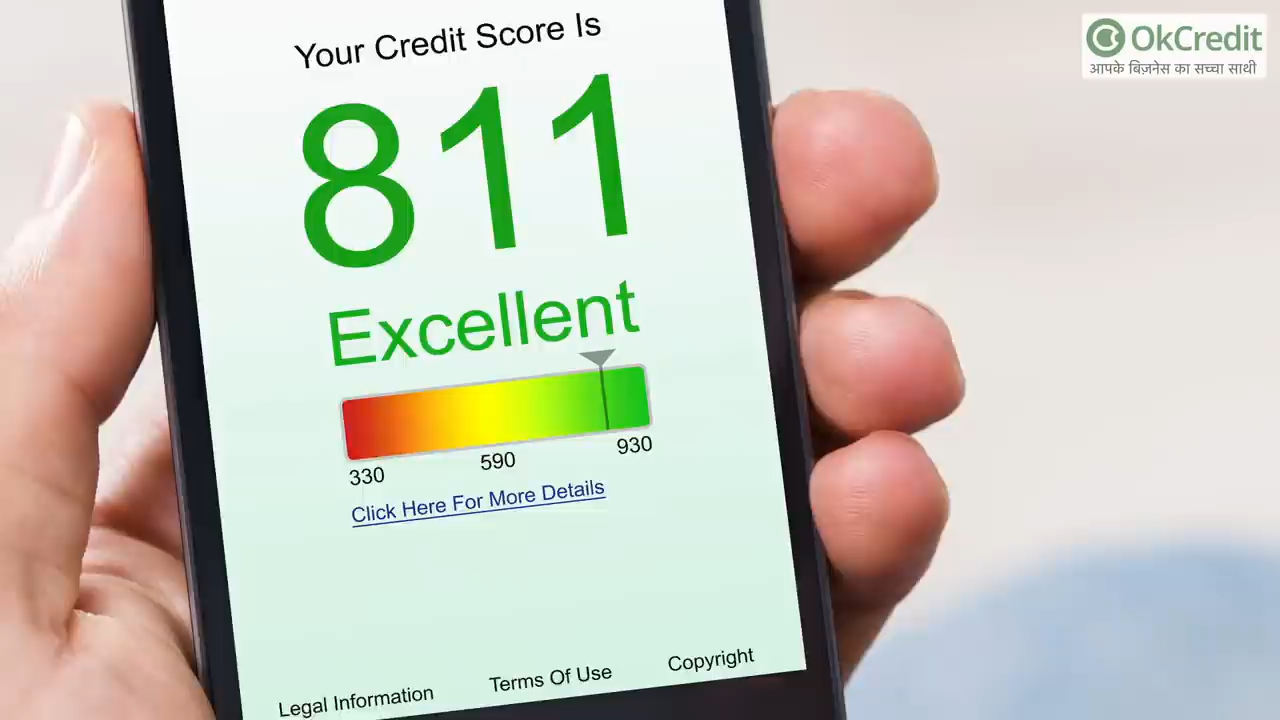 Your Credit Score Is
811
Excellent
330 590 930
Click Here For More Details
Legal Information Terms Of Use Copyright
OkCredit
आपके बिज़नेस का सच्चा साथी